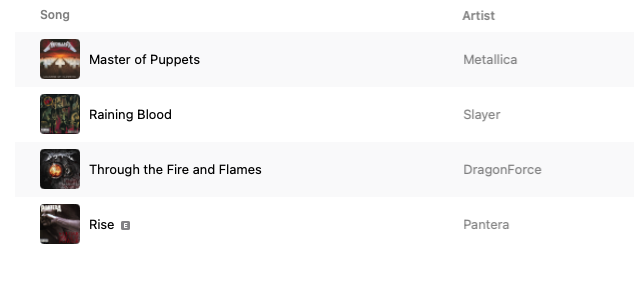 Song Artist
Master of Puppets Metallica
Raining Blood Slayer
Through the Fire and Flames DragonForce
Rise E Pantera